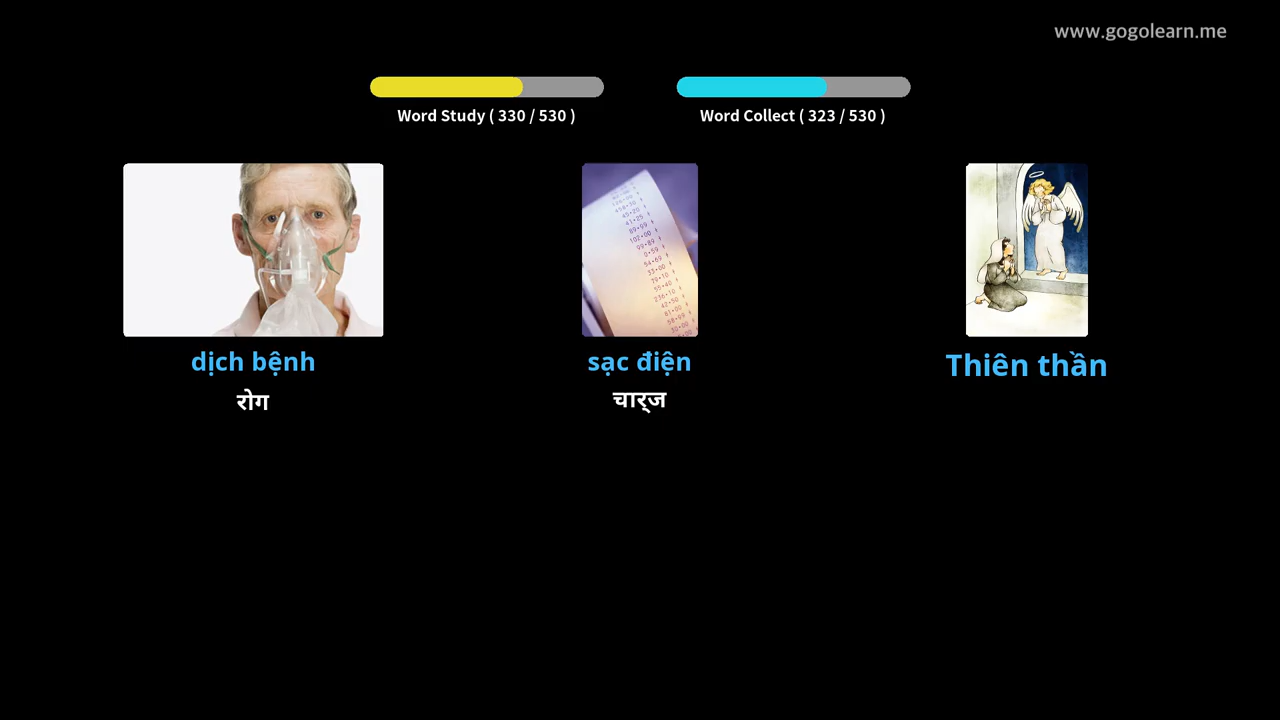 www.gogolearn.me
Word Study ( 330 / 530 )
Word Collect ( 323 / 530 )
dịch bệnh
sạc điện
Thiên thần
रोग
चार्‌ज